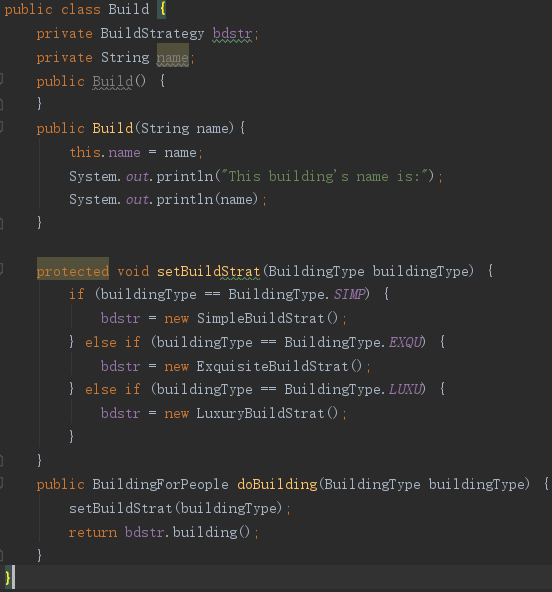 public class Build {
    private BuildStrategy bdstr;
    private String name;
    public Build() {
    }
    public Build(String name){
        this.name = name;
        System.out.println("This building's name is:");
        System.out.println(name);
    }

    protected void setBuildStrat(BuildingType buildingType) {
        if (buildingType == BuildingType.SIMP) {
            bdstr = new SimpleBuildStrat();
        } else if (buildingType == BuildingType.EXQU) {
            bdstr = new ExquisiteBuildStrat();
        } else if (buildingType == BuildingType.LUXU) {
            bdstr = new LuxuryBuildStrat();
        }
    }
    public BuildingForPeople doBuilding(BuildingType buildingType) {
        setBuildStrat(buildingType);
        return bdstr.building();
    }
}